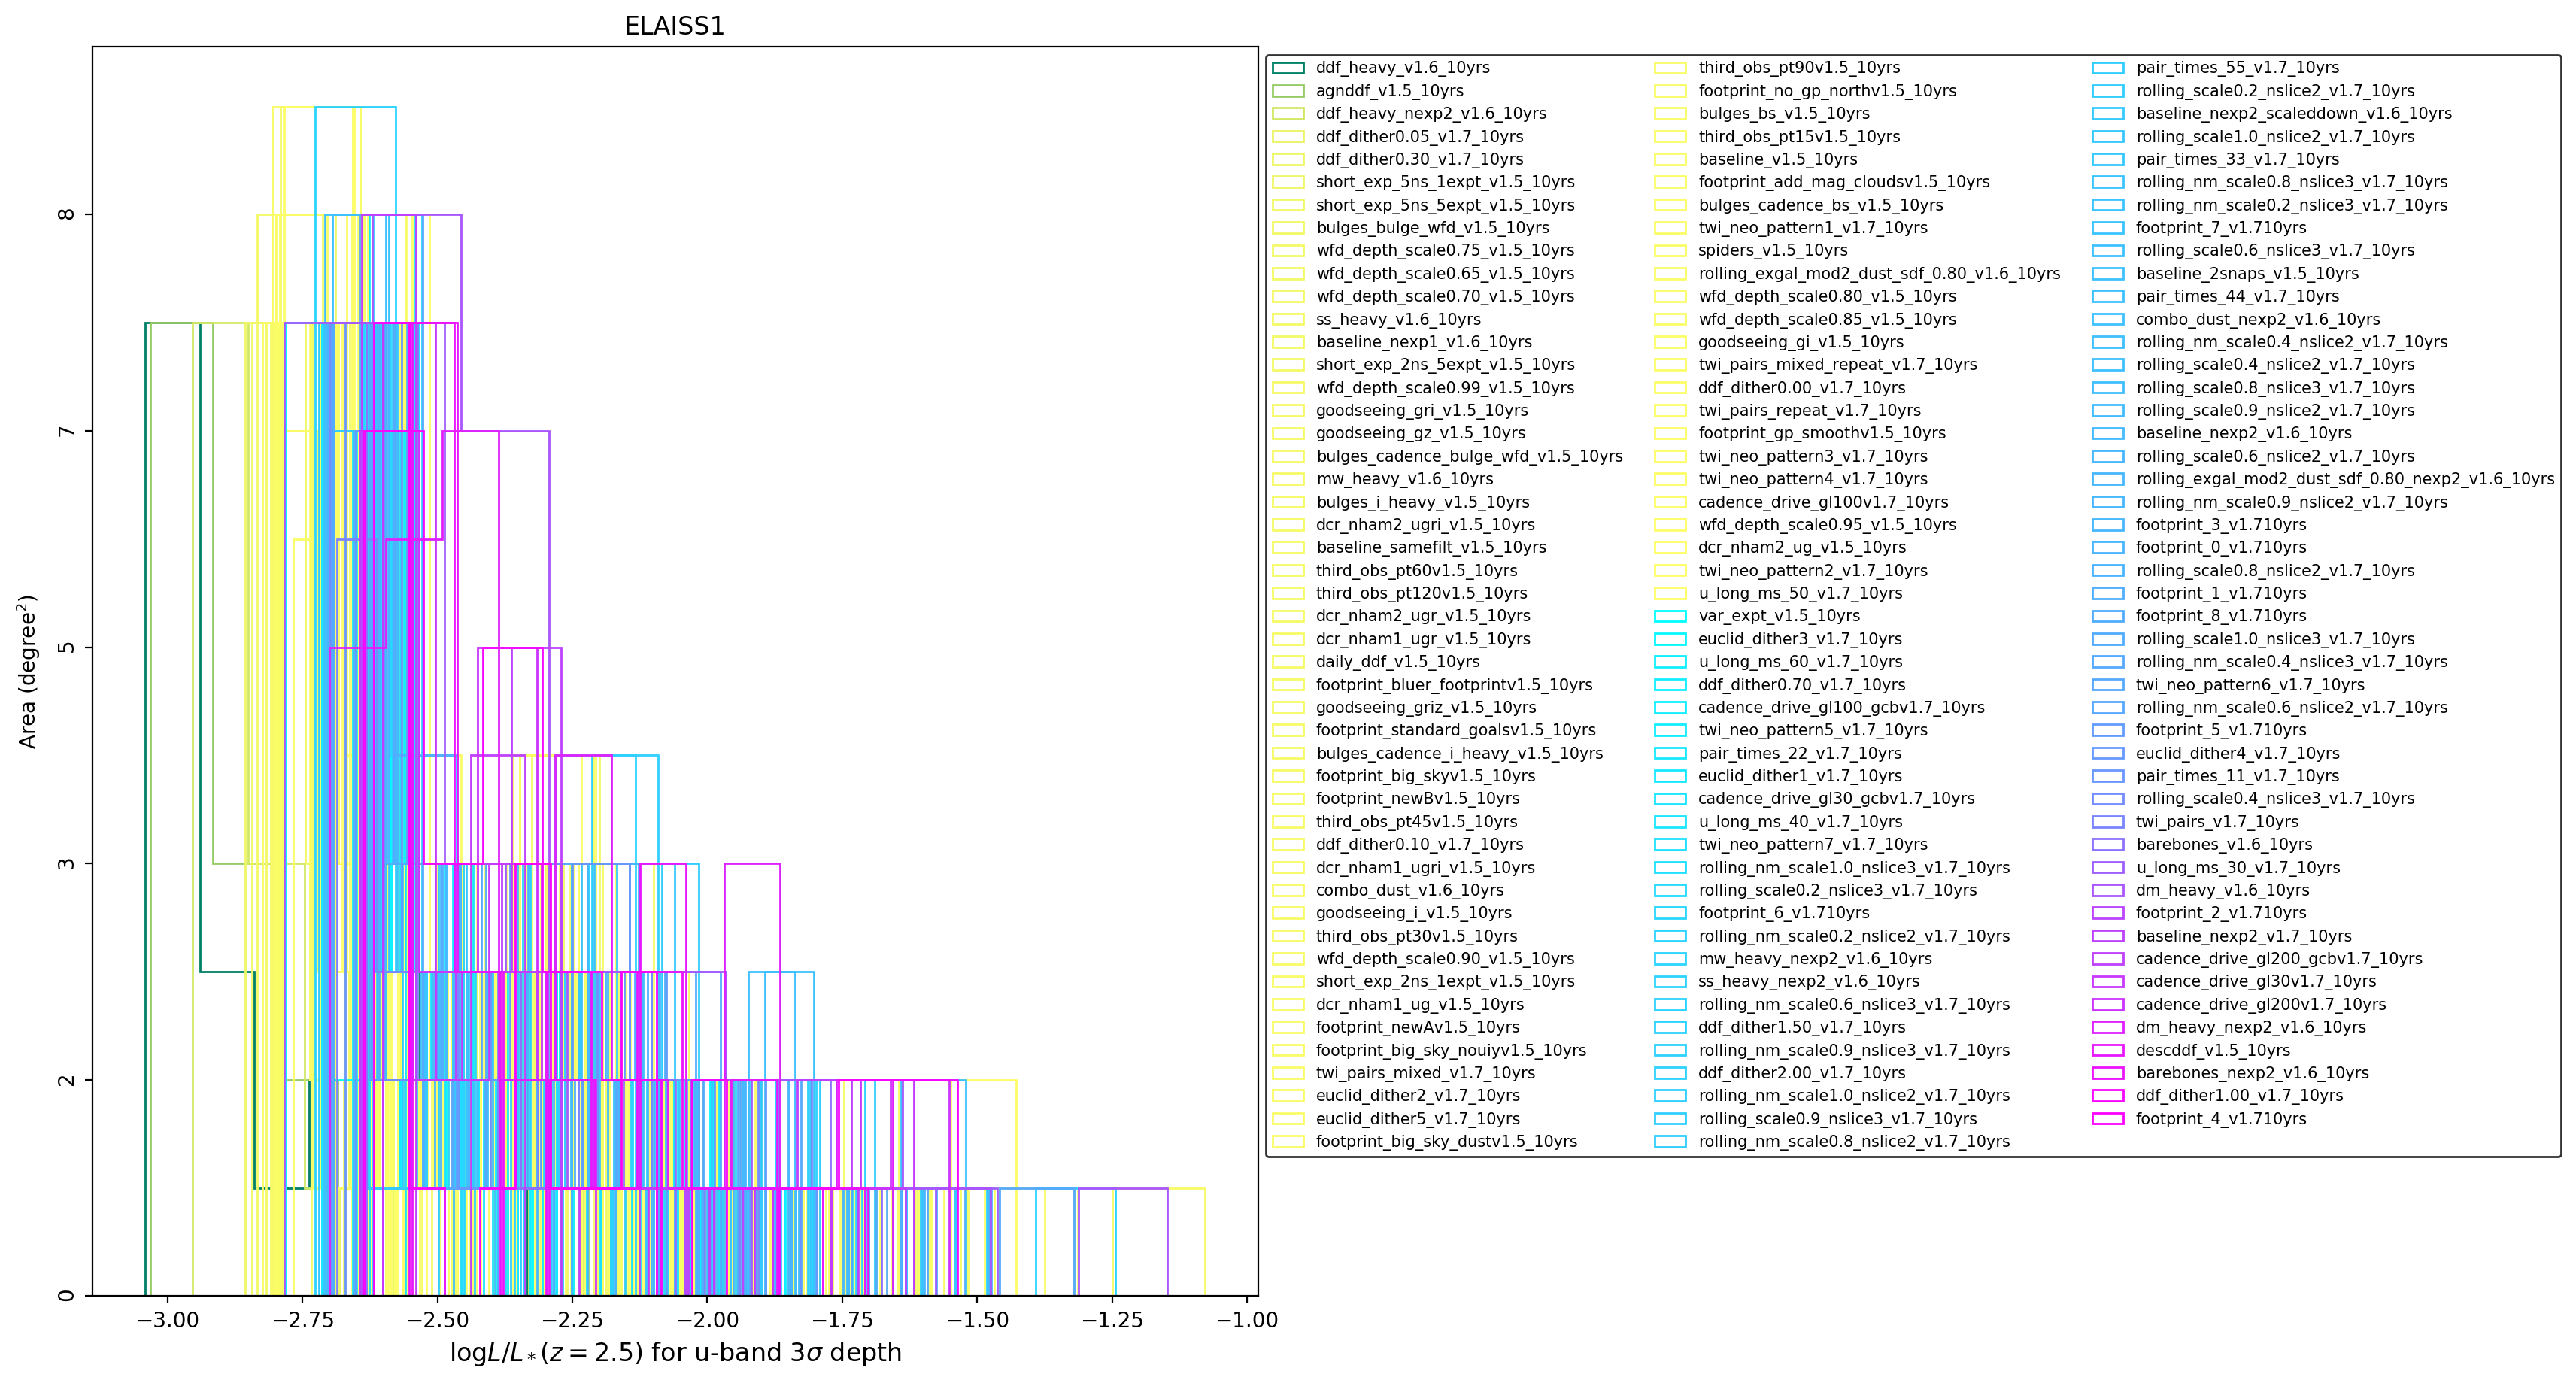 ELAISS1
Area (degree²)
8
7
5
3
2
0
−3.00 −2.75 −2.50 −2.25 −2.00 −1.75 −1.50 −1.25 −1.00
logL/L*(z = 2.5) for u-band 3σ depth
ddf_heavy_v1.6_10yrs
agnddf_v1.5_10yrs
ddf_heavy_nexp2_v1.6_10yrs
ddf_dither0.05_v1.7_10yrs
ddf_dither0.30_v1.7_10yrs
short_exp_5ns_1expt_v1.5_10yrs
short_exp_5ns_5expt_v1.5_10yrs
bulges_bulge_wfd_v1.5_10yrs
wfd_depth_scale0.75_v1.5_10yrs
wfd_depth_scale0.65_v1.5_10yrs
wfd_depth_scale0.70_v1.5_10yrs
ss_heavy_v1.6_10yrs
baseline_nexp1_v1.6_10yrs
short_exp_2ns_5expt_v1.5_10yrs
wfd_depth_scale0.99_v1.5_10yrs
goodseeing_gri_v1.5_10yrs
goodseeing_gz_v1.5_10yrs
bulges_cadence_bulge_wfd_v1.5_10yrs
mw_heavy_v1.6_10yrs
bulges_i_heavy_v1.5_10yrs
dcr_nham2_ugri_v1.5_10yrs
baseline_samefilt_v1.5_10yrs
third_obs_pt60v1.5_10yrs
third_obs_pt120v1.5_10yrs
dcr_nham2_ugr_v1.5_10yrs
dcr_nham1_ugr_v1.5_10yrs
daily_ddf_v1.5_10yrs
footprint_bluer_footprintv1.5_10yrs
goodseeing_griz_v1.5_10yrs
footprint_standard_goalsv1.5_10yrs
bulges_cadence_i_heavy_v1.5_10yrs
footprint_big_skyv1.5_10yrs
footprint_newBv1.5_10yrs
third_obs_pt45v1.5_10yrs
ddf_dither0.10_v1.7_10yrs
dcr_nham1_ugri_v1.5_10yrs
combo_dust_v1.6_10yrs
goodseeing_i_v1.5_10yrs
third_obs_pt30v1.5_10yrs
wfd_depth_scale0.90_v1.5_10yrs
short_exp_2ns_1expt_v1.5_10yrs
dcr_nham1_ug_v1.5_10yrs
footprint_newAv1.5_10yrs
footprint_big_sky_nouiyv1.5_10yrs
twi_pairs_mixed_v1.7_10yrs
euclid_dither2_v1.7_10yrs
euclid_dither5_v1.7_10yrs
footprint_big_sky_dustv1.5_10yrs
third_obs_pt90v1.5_10yrs
footprint_no_gp_northv1.5_10yrs
bulges_bs_v1.5_10yrs
third_obs_pt15v1.5_10yrs
baseline_v1.5_10yrs
footprint_add_mag_cloudsv1.5_10yrs
bulges_cadence_bs_v1.5_10yrs
twi_neo_pattern1_v1.7_10yrs
spiders_v1.5_10yrs
rolling_exgal_mod2_dust_sdf_0.80_v1.6_10yrs
wfd_depth_scale0.80_v1.5_10yrs
wfd_depth_scale0.85_v1.5_10yrs
goodseeing_gi_v1.5_10yrs
twi_pairs_mixed_repeat_v1.7_10yrs
ddf_dither0.00_v1.7_10yrs
twi_pairs_repeat_v1.7_10yrs
footprint_gp_smoothv1.5_10yrs
twi_neo_pattern3_v1.7_10yrs
twi_neo_pattern4_v1.7_10yrs
cadence_drive_gl100v1.7_10yrs
wfd_depth_scale0.95_v1.5_10yrs
dcr_nham2_ug_v1.5_10yrs
twi_neo_pattern2_v1.7_10yrs
u_long_ms_50_v1.7_10yrs
var_expt_v1.5_10yrs
euclid_dither3_v1.7_10yrs
u_long_ms_60_v1.7_10yrs
ddf_dither0.70_v1.7_10yrs
cadence_drive_gl100_gcbv1.7_10yrs
twi_neo_pattern5_v1.7_10yrs
pair_times_22_v1.7_10yrs
euclid_dither1_v1.7_10yrs
cadence_drive_gl30_gcbv1.7_10yrs
u_long_ms_40_v1.7_10yrs
twi_neo_pattern7_v1.7_10yrs
rolling_nm_scale1.0_nslice3_v1.7_10yrs
rolling_scale0.2_nslice3_v1.7_10yrs
footprint_6_v1.710yrs
rolling_nm_scale0.2_nslice2_v1.7_10yrs
mw_heavy_nexp2_v1.6_10yrs
ss_heavy_nexp2_v1.6_10yrs
rolling_nm_scale0.6_nslice3_v1.7_10yrs
ddf_dither1.50_v1.7_10yrs
rolling_nm_scale0.9_nslice3_v1.7_10yrs
ddf_dither2.00_v1.7_10yrs
rolling_nm_scale1.0_nslice2_v1.7_10yrs
rolling_scale0.9_nslice3_v1.7_10yrs
rolling_nm_scale0.8_nslice2_v1.7_10yrs
pair_times_55_v1.7_10yrs
rolling_scale0.2_nslice2_v1.7_10yrs
baseline_nexp2_scaleddown_v1.6_10yrs
rolling_scale1.0_nslice2_v1.7_10yrs
pair_times_33_v1.7_10yrs
rolling_nm_scale0.8_nslice3_v1.7_10yrs
rolling_nm_scale0.2_nslice3_v1.7_10yrs
footprint_7_v1.710yrs
rolling_scale0.6_nslice3_v1.7_10yrs
baseline_2snaps_v1.5_10yrs
pair_times_44_v1.7_10yrs
combo_dust_nexp2_v1.6_10yrs
rolling_nm_scale0.4_nslice2_v1.7_10yrs
rolling_scale0.4_nslice2_v1.7_10yrs
rolling_scale0.8_nslice3_v1.7_10yrs
rolling_scale0.9_nslice2_v1.7_10yrs
baseline_nexp2_v1.6_10yrs
rolling_scale0.6_nslice2_v1.7_10yrs
rolling_exgal_mod2_dust_sdf_0.80_nexp2_v1.6_10yrs
rolling_nm_scale0.9_nslice2_v1.7_10yrs
footprint_3_v1.710yrs
footprint_0_v1.710yrs
rolling_scale0.8_nslice2_v1.7_10yrs
footprint_1_v1.710yrs
footprint_8_v1.710yrs
rolling_scale1.0_nslice3_v1.7_10yrs
rolling_nm_scale0.4_nslice3_v1.7_10yrs
twi_neo_pattern6_v1.7_10yrs
rolling_nm_scale0.6_nslice2_v1.7_10yrs
footprint_5_v1.710yrs
euclid_dither4_v1.7_10yrs
pair_times_11_v1.7_10yrs
rolling_scale0.4_nslice3_v1.7_10yrs
twi_pairs_v1.7_10yrs
barebones_v1.6_10yrs
u_long_ms_30_v1.7_10yrs
dm_heavy_v1.6_10yrs
footprint_2_v1.710yrs
baseline_nexp2_v1.7_10yrs
cadence_drive_gl200_gcbv1.7_10yrs
cadence_drive_gl30v1.7_10yrs
cadence_drive_gl200v1.7_10yrs
dm_heavy_nexp2_v1.6_10yrs
descddf_v1.5_10yrs
barebones_nexp2_v1.6_10yrs
ddf_dither1.00_v1.7_10yrs
footprint_4_v1.710yrs